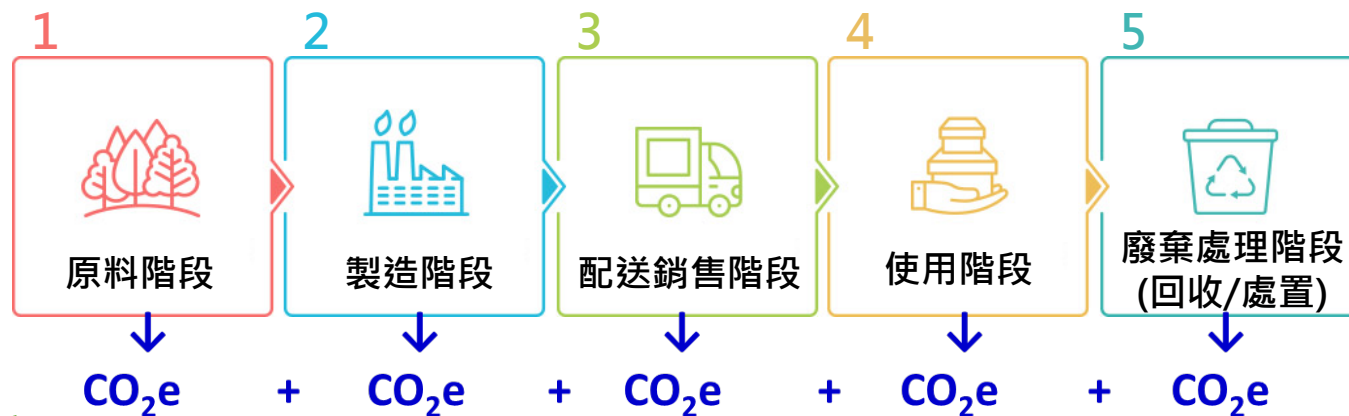 1
2
3
4
5
原料階段
製造階段
配送銷售階段
使用階段
廢棄處理階段
(回收/處置)
CO₂e + CO₂e + CO₂e + CO₂e + CO₂e